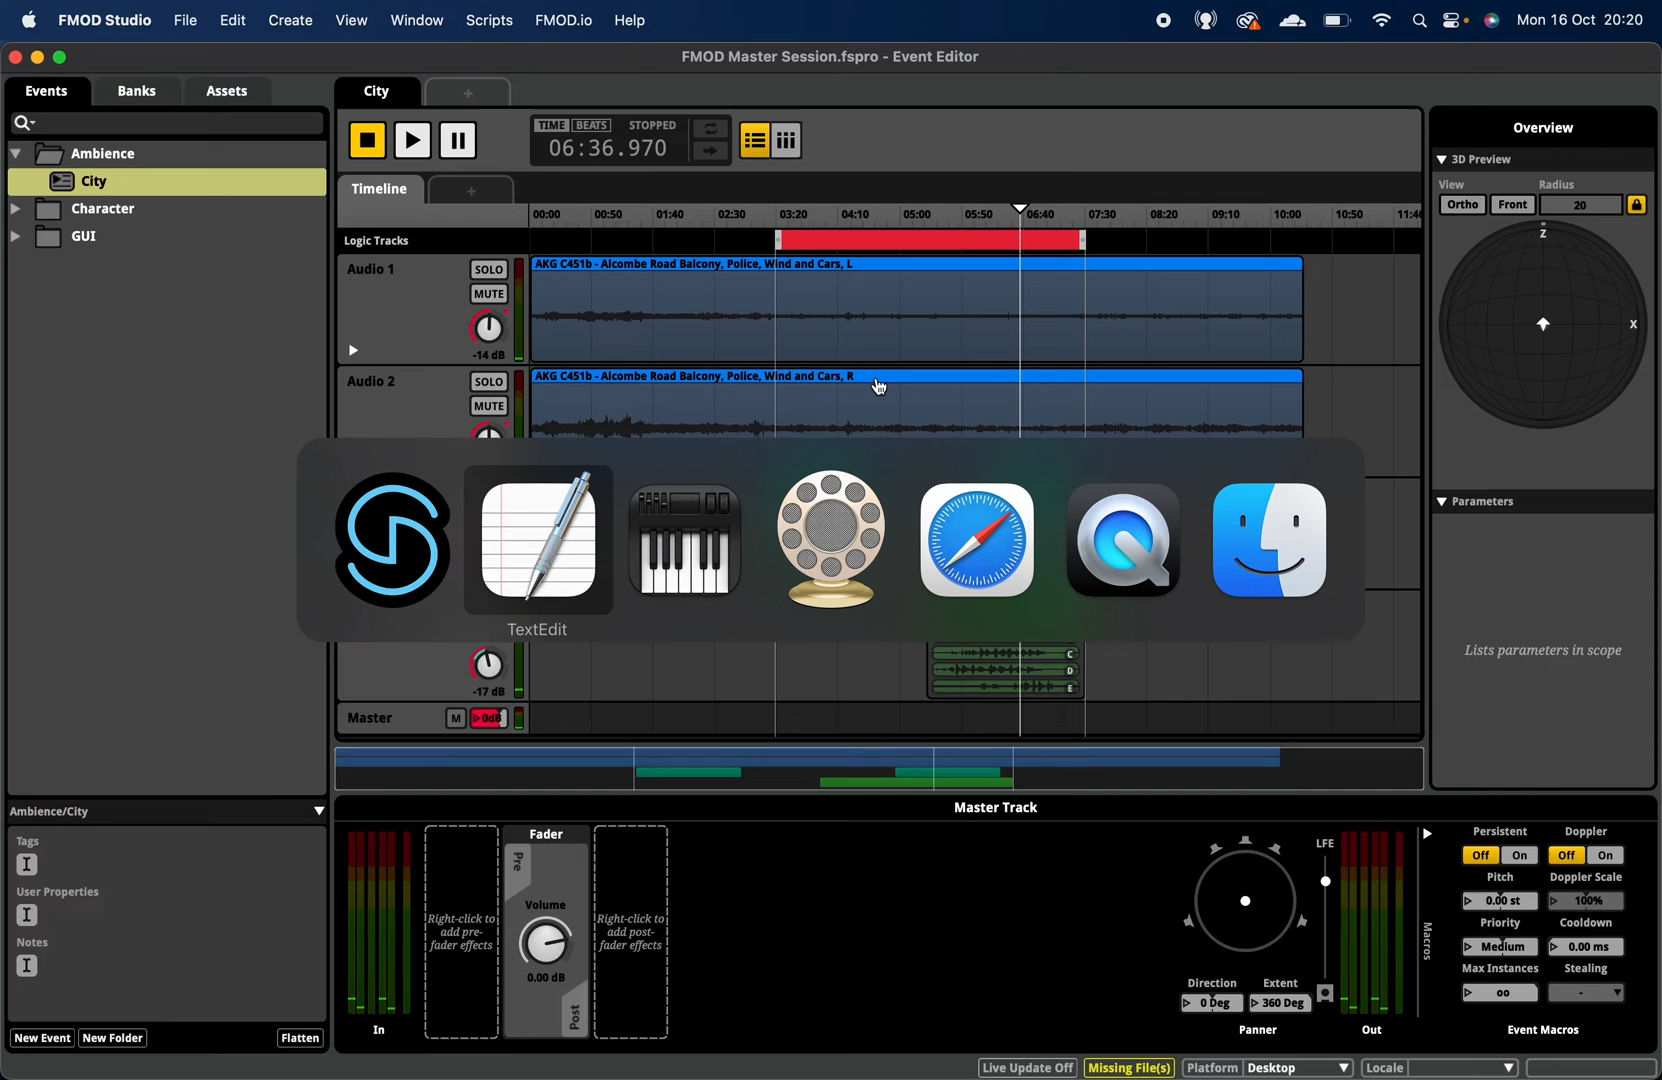 FMOD Studio File Edit Create View Window Scripts FMOD.io Help Mon 16 Oct 20:20
FMOD Master Session.fspro - Event Editor
Events Banks Assets City +
Ambience
City
Character
GUI
TIME BEATS STOPPED
06:36.970
Timeline +
00:00 00:50 01:40 02:30 03:20 04:10 05:00 05:50 06:40 07:30 08:20 09:10 10:00 10:50 11:40
Logic Tracks
Audio 1 SOLO
MUTE
-14 dB
AKG C451b - Alcombe Road Balcony, Police, Wind and Cars, L
Audio 2 SOLO
MUTE
AKG C451b - Alcombe Road Balcony, Police, Wind and Cars, R
TextEdit
-17 dB
C
D
E
Master M 0dB
Overview
3D Preview
View Radius
Ortho Front 20
Z
X
Parameters
Lists parameters in scope
Ambience/City
Tags
User Properties
Notes
New Event New Folder Flatten
Master Track
In
Right-click to
add pre-
fader effects
Fader
Pre
Volume
0.00 dB
Post
Right-click to
add post-
fader effects
LFE
Direction Extent
0 Deg 360 Deg
Panner
Out
Macros
Persistent Doppler
Off On Off On
Pitch Doppler Scale
0.00 st 100%
Priority Cooldown
Medium 0.00 ms
Max Instances Stealing
oo -
Event Macros
Live Update Off Missing File(s) Platform Desktop Locale